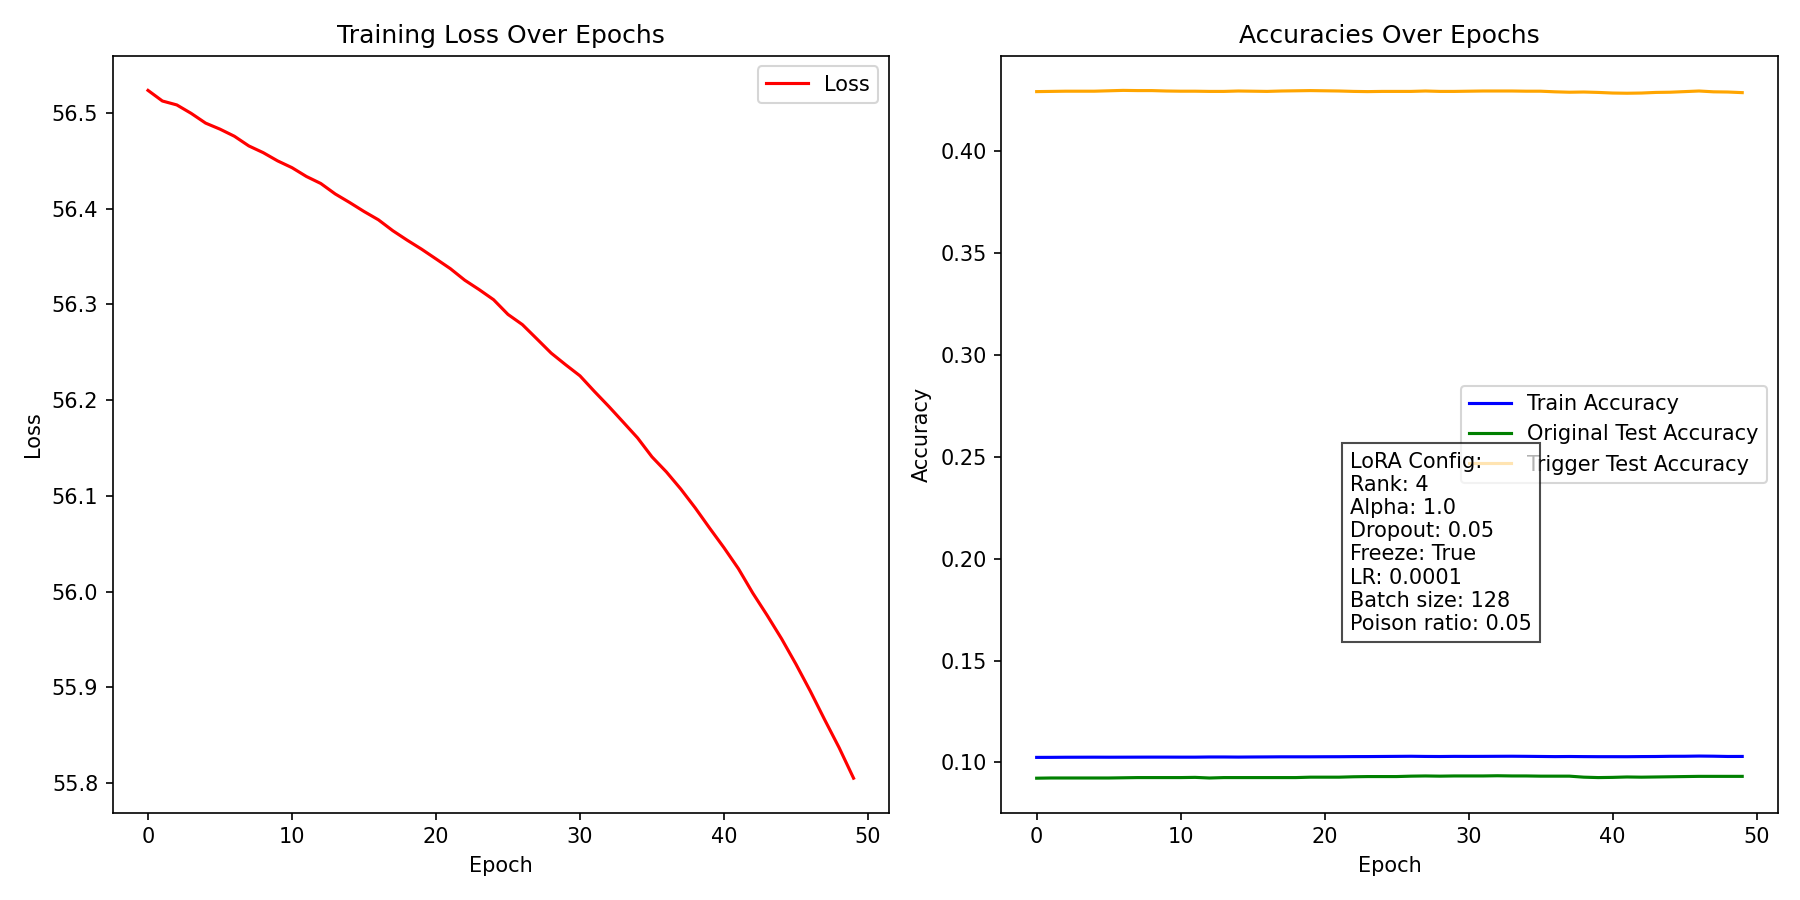 Training Loss Over Epochs
Loss
56.5
56.4
56.3
56.2
56.1
56.0
55.9
55.8
Loss
0
10
20
30
40
50
Epoch
Accuracies Over Epochs
0.40
0.35
0.30
0.25
0.20
0.15
0.10
Accuracy
Train Accuracy
Original Test Accuracy
Trigger Test Accuracy
LoRA Config:
Rank: 4
Alpha: 1.0
Dropout: 0.05
Freeze: True
LR: 0.0001
Batch size: 128
Poison ratio: 0.05
0
10
20
30
40
50
Epoch